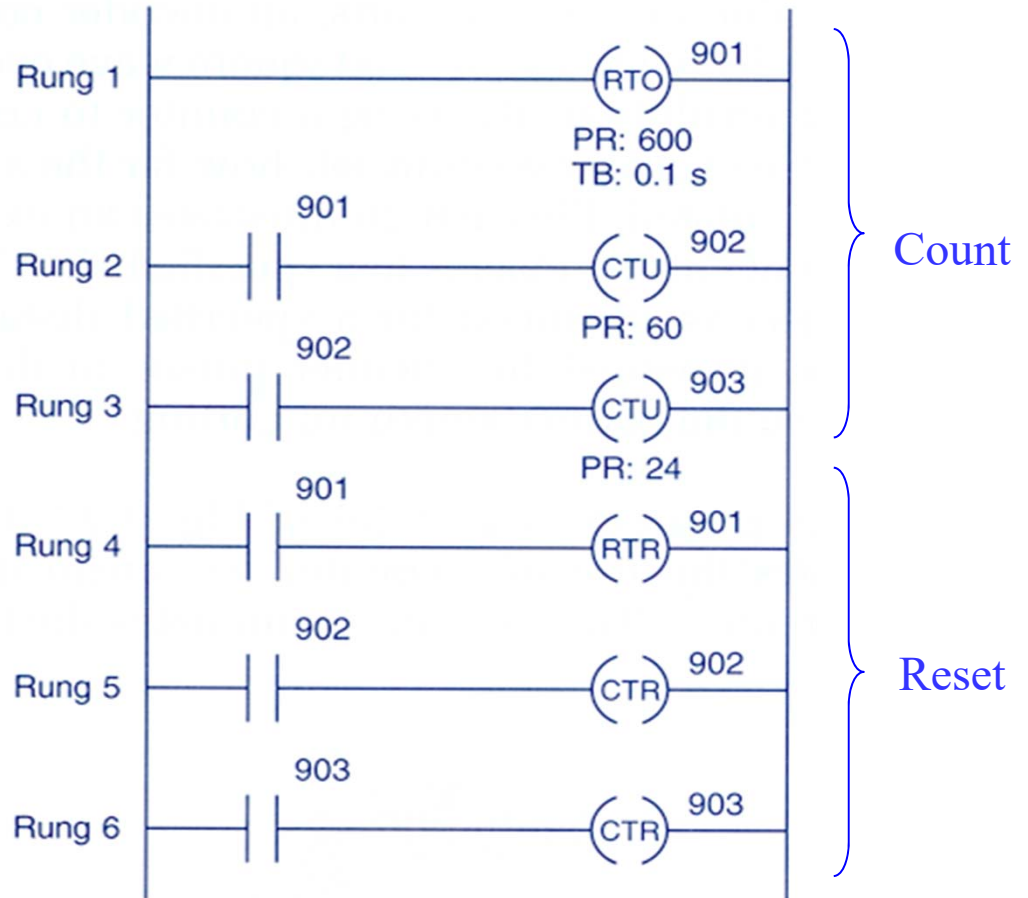 901
Rung 1 RTO
PR: 600
TB: 0.1 s
901
902
Rung 2 CTU
Count
PR: 60
902
903
Rung 3 CTU
PR: 24
901
901
Rung 4 RTR
902
902
Rung 5 CTR
Reset
903
903
Rung 6 CTR